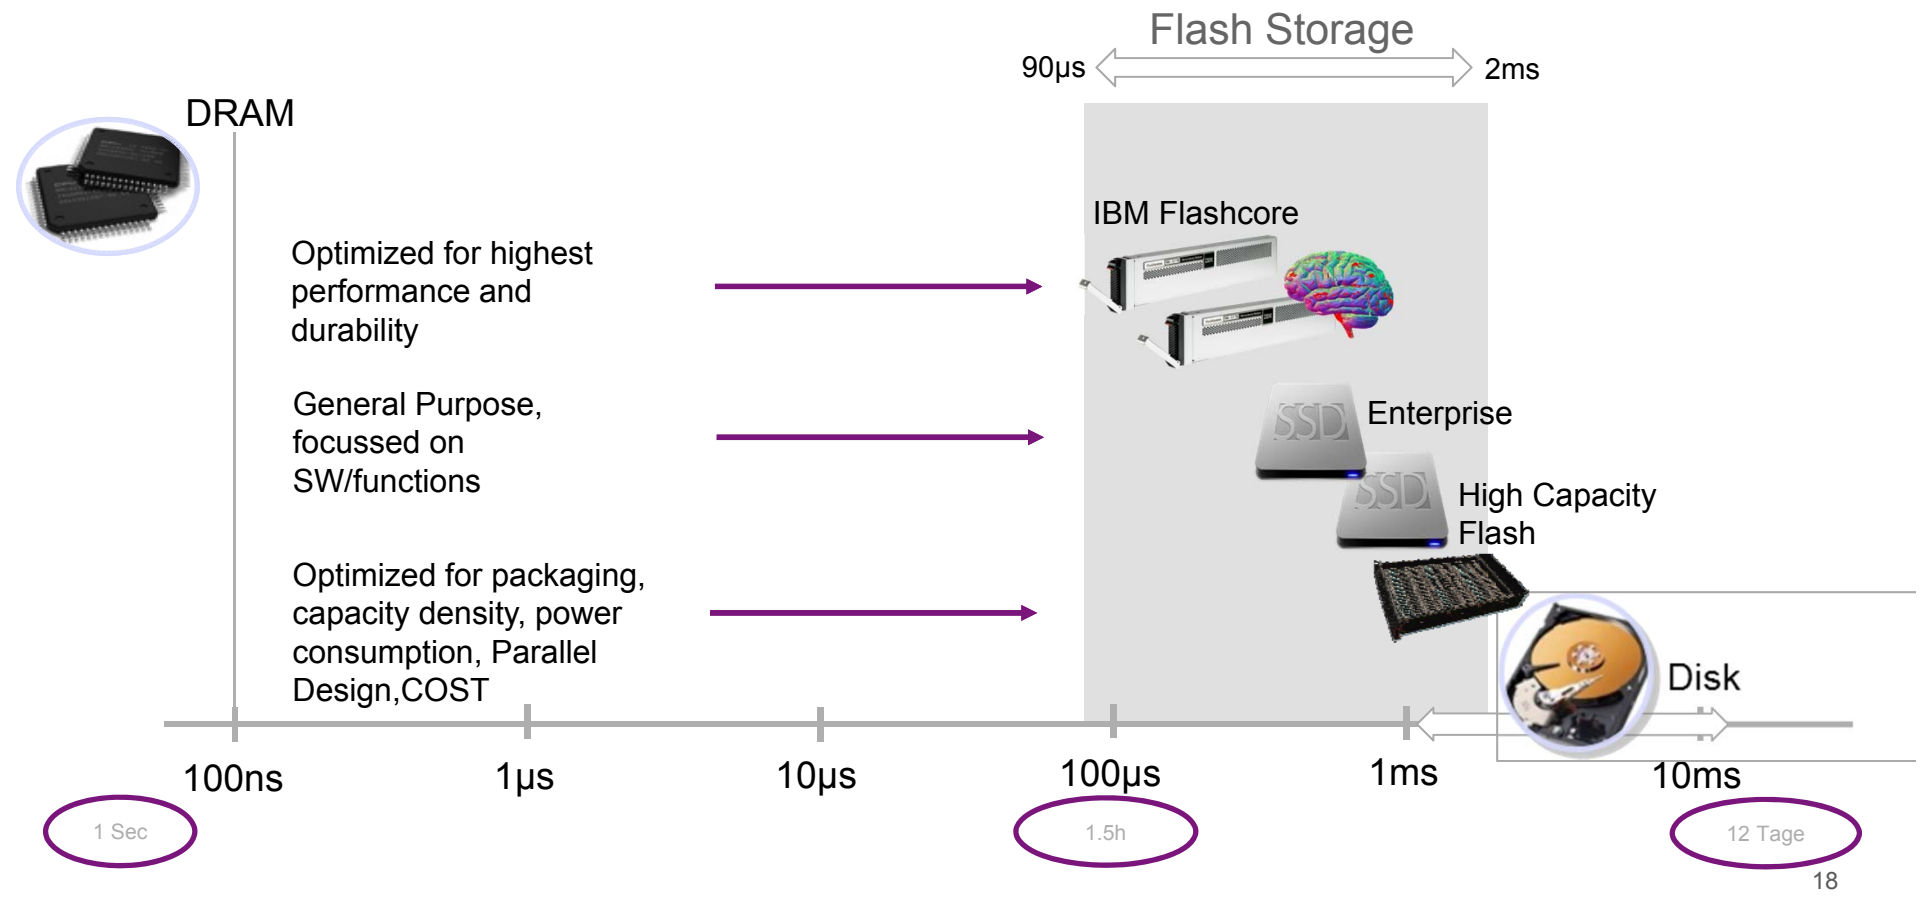 Flash Storage
90µs
2ms
DRAM
IBM Flashcore
Optimized for highest
performance and
durability
General Purpose,
focussed on
SW/functions
SSD
Enterprise
SSD
High Capacity
Flash
Optimized for packaging,
capacity density, power
consumption, Parallel
Design,COST
Disk
100ns
1µs
10µs
100µs
1ms
10ms
1 Sec
1.5h
12 Tage
18